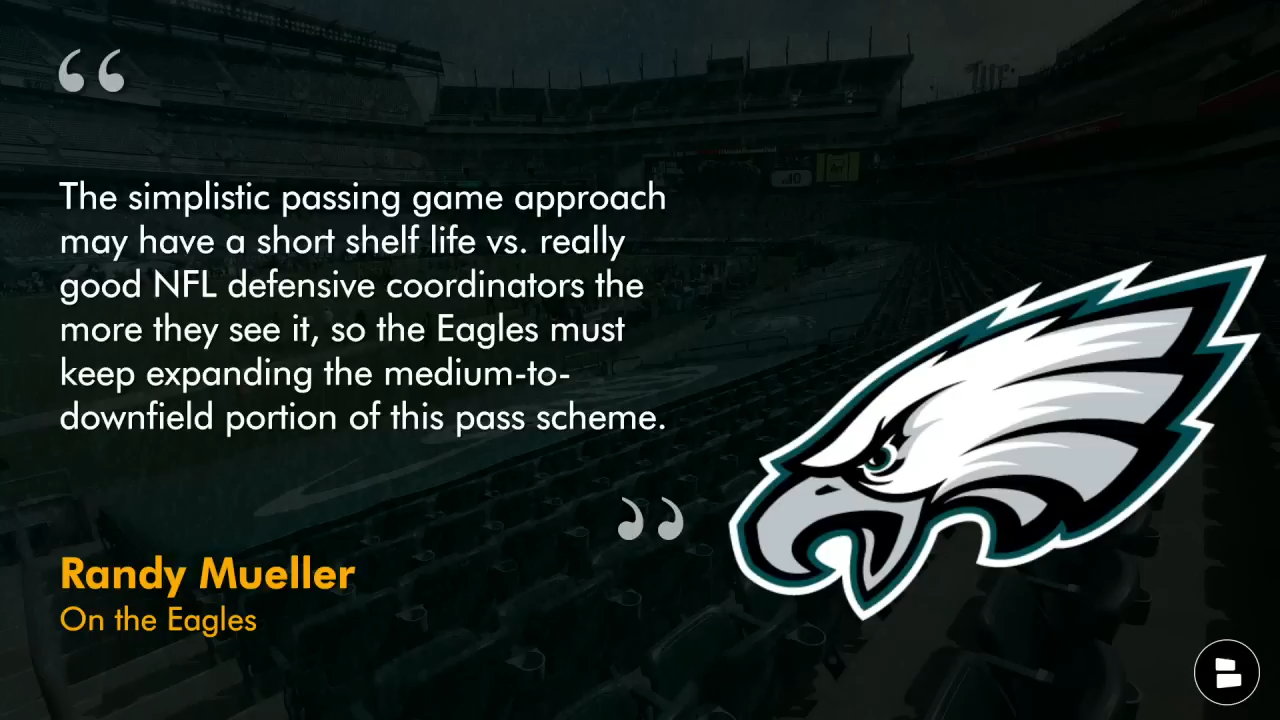 “
The simplistic passing game approach
may have a short shelf life vs. really
good NFL defensive coordinators the
more they see it, so the Eagles must
keep expanding the medium-to-
downfield portion of this pass scheme.
”
Randy Mueller
On the Eagles